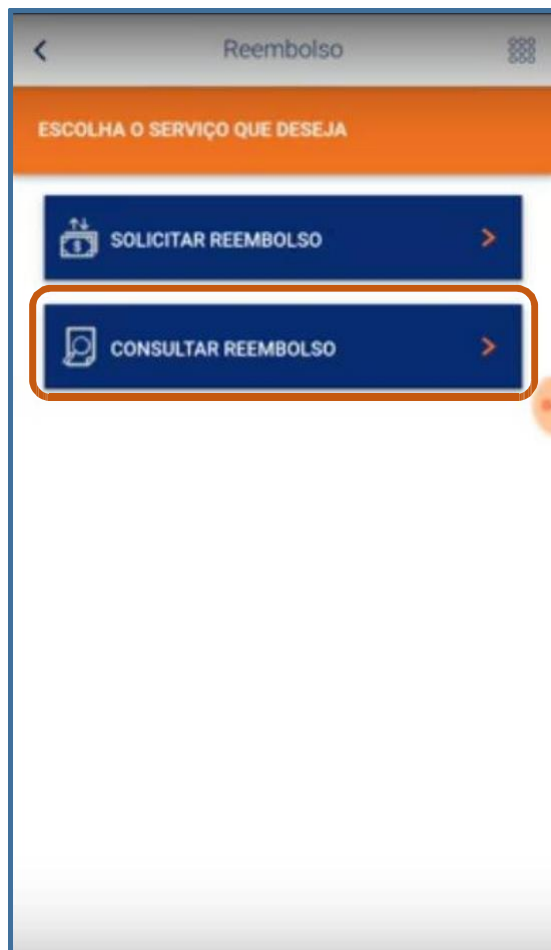 Reembolso
ESCOLHA O SERVIÇO QUE DESEJA
SOLICITAR REEMBOLSO
CONSULTAR REEMBOLSO